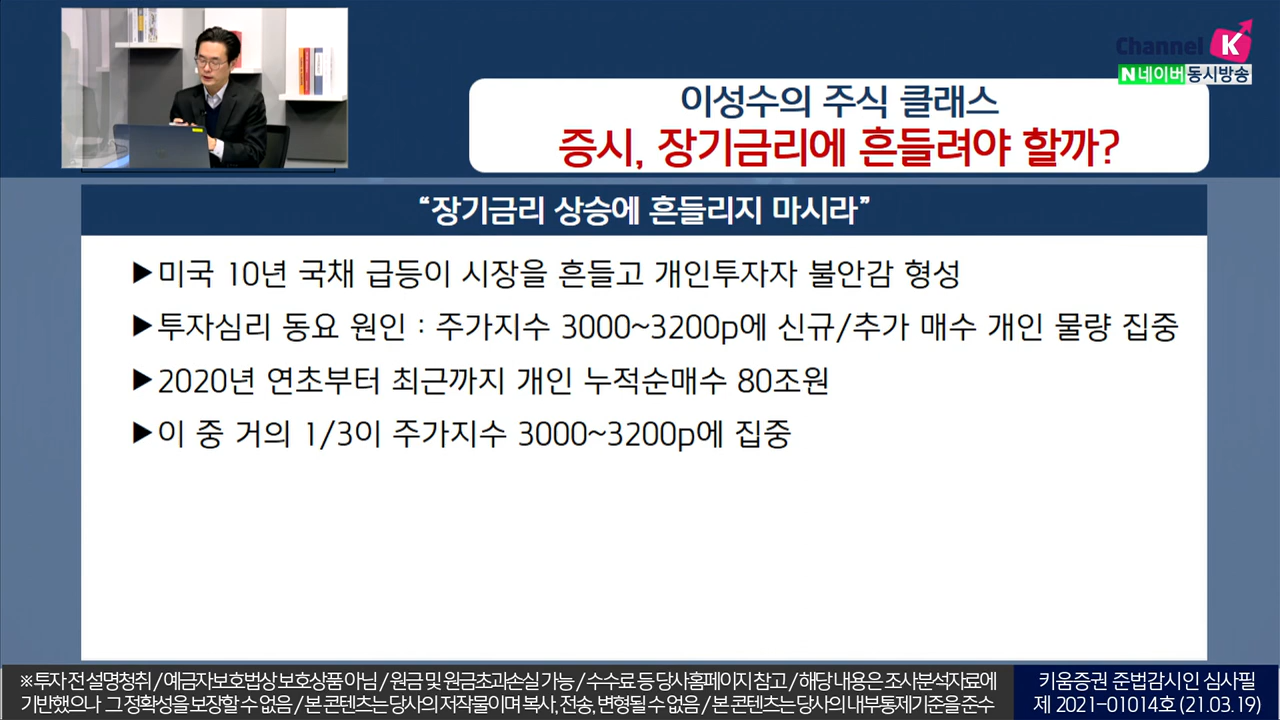 Channel K
N 네이버 동시방송
이성수의 주식 클래스
증시, 장기금리에 흔들려야 할까?
“장기금리 상승에 흔들리지 마시라”
▶미국 10년 국채 급등이 시장을 흔들고 개인투자자 불안감 형성
▶투자심리 동요 원인 : 주가지수 3000~3200p에 신규/추가 매수 개인 물량 집중
▶2020년 연초부터 최근까지 개인 누적순매수 80조원
▶이 중 거의 1/3이 주가지수 3000~3200p에 집중
※ 투자 전 설명청취 / 예금자보호법상 보호상품 아님 / 원금 및 원금초과손실 가능 / 수수료 등 당사홈페이지 참고 / 해당 내용은 조사분석자료에
기반했으나 그 정확성을 보장할 수 없음 / 본 콘텐츠는 당사의 저작물이며 복사, 전송, 변형될 수 없음 / 본 콘텐츠는 당사의 내부통제기준을 준수
키움증권 준법감시인 심사필
제 2021-01014호 (21.03.19)